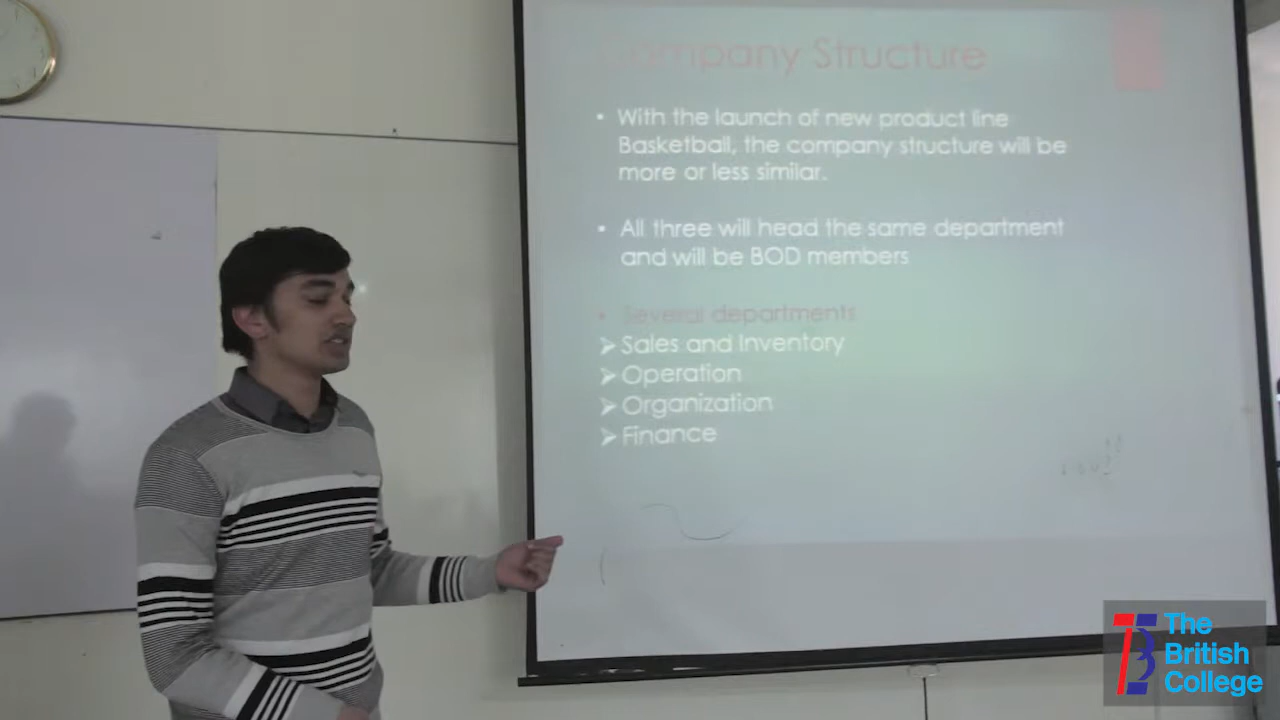 Company Structure
• With the launch of new product line
Basketball, the company structure will be
more or less similar.
• All three will head the same department
and will be BOD members
• Several departments
➢ Sales and Inventory
➢ Operation
➢ Organization
➢ Finance
The
British
College